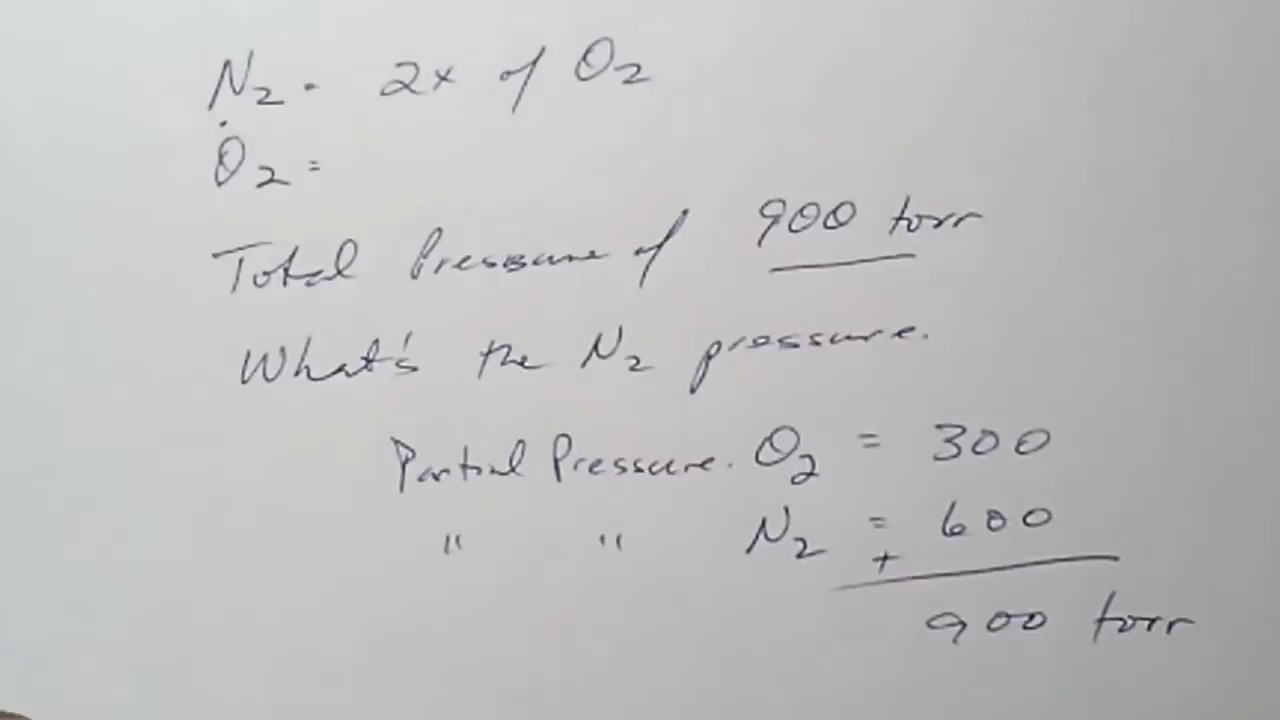 N2 . 2x of O2
O2 =
Total Pressure of 900 torr
What's the N2 pressure.
Partial Pressure. O2 = 300
" " N2 = 600
+
900 torr